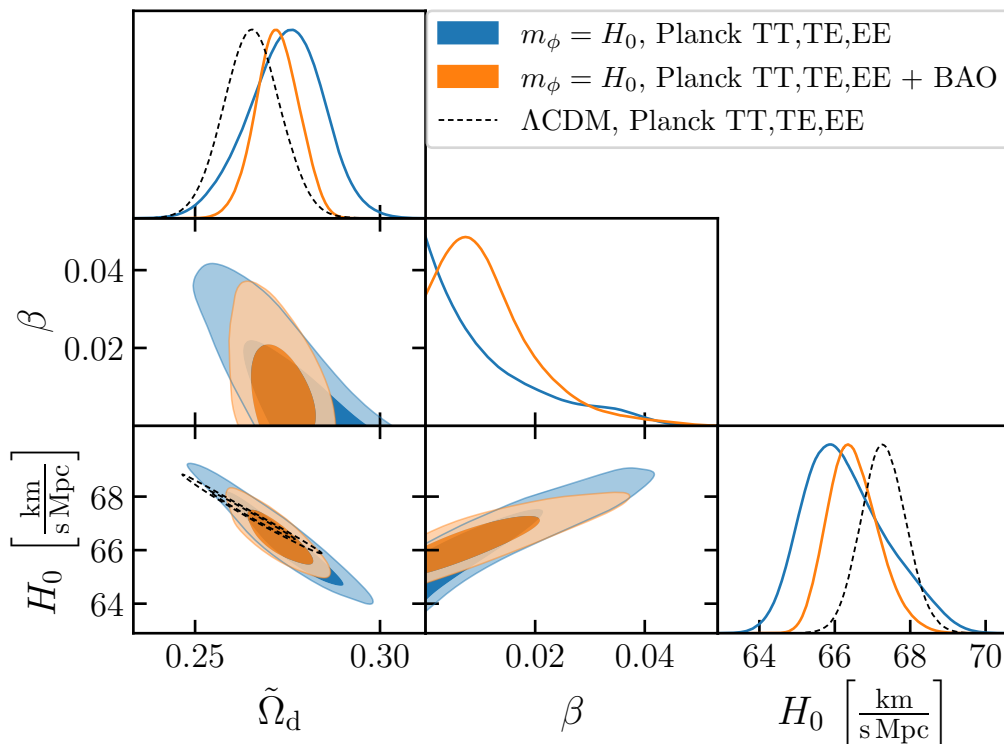 m_ϕ = H_0, Planck TT,TE,EE
m_ϕ = H_0, Planck TT,TE,EE + BAO
ΛCDM, Planck TT,TE,EE
0.04
0.02
β
68
66
64
H_0 [km/s Mpc]
0.25 0.30
0.02 0.04
64 66 68 70
Ω̃_d
β
H_0 [km/s Mpc]